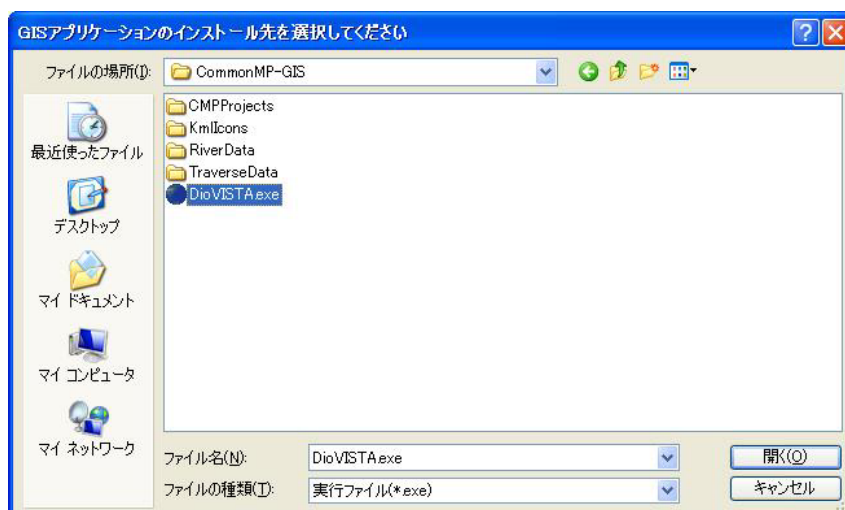 GISアプリケーションのインストール先を選択してください
ファイルの場所(I):
CommonMP-GIS
最近使ったファイル
デスクトップ
マイ ドキュメント
マイ コンピュータ
マイ ネットワーク
CMPProjects
KmlIcons
RiverData
TraverseData
DioVISTA.exe
ファイル名(N):
DioVISTA.exe
開く(O)
ファイルの種類(T):
実行ファイル(*.exe)
キャンセル